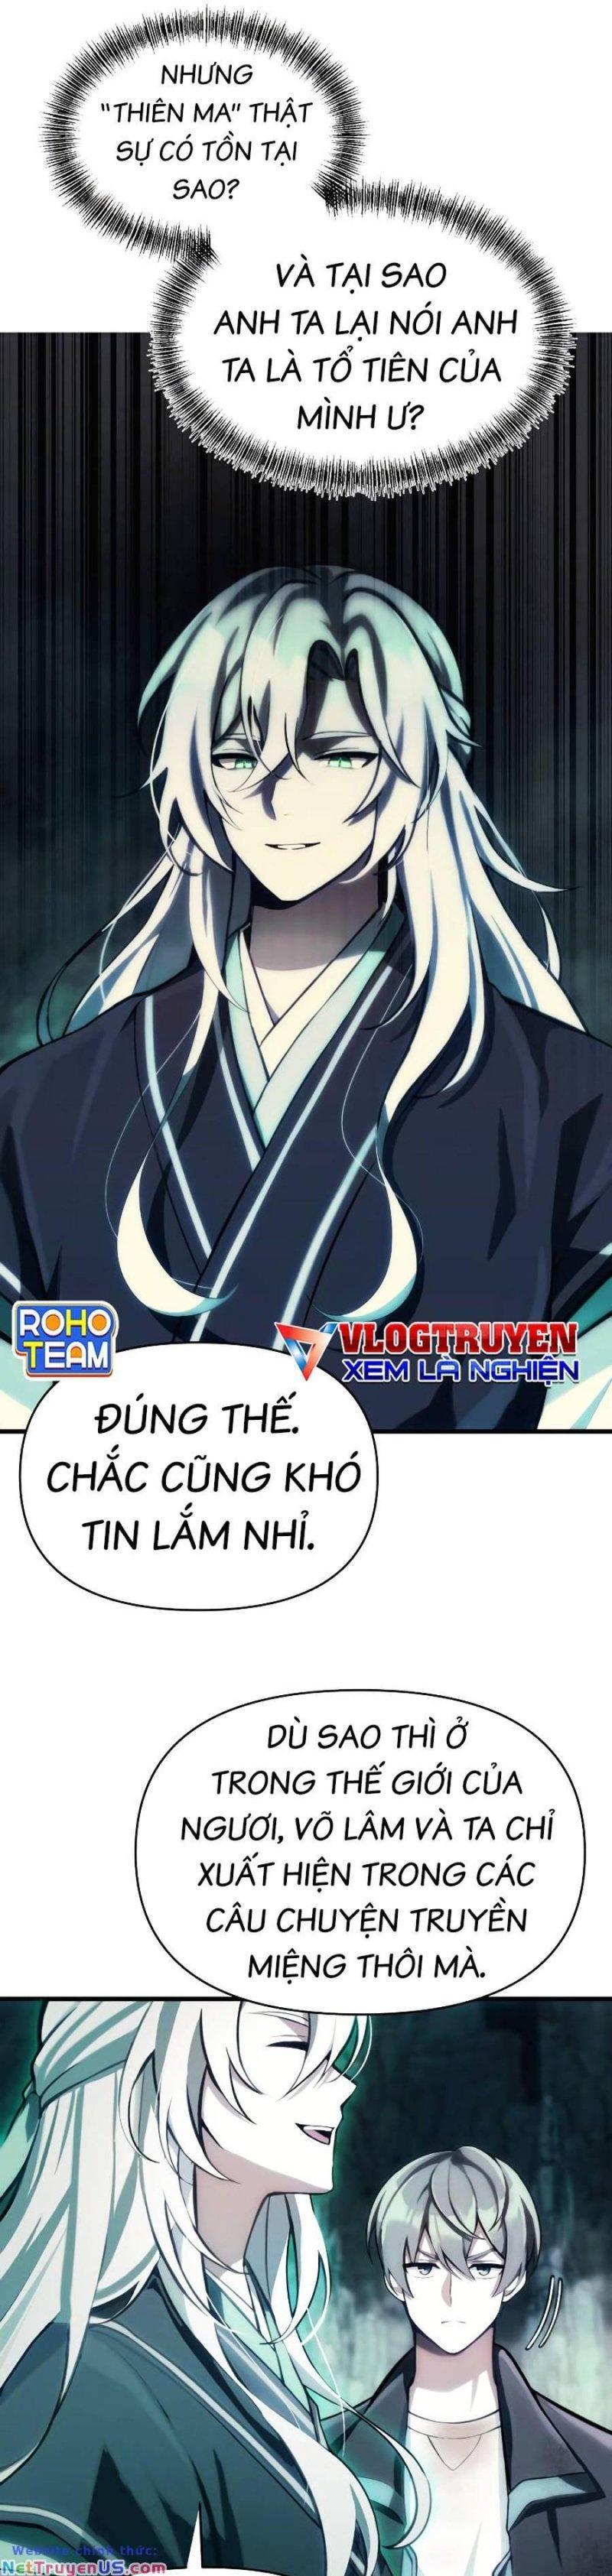 NHƯNG
"THIÊN MA" THẬT
SỰ CÓ TỒN TẠI
SAO?
VÀ TẠI SAO
ANH TA LẠI NÓI ANH
TA LÀ TỔ TIÊN CỦA
MÌNH Ư?
ROHO
TEAM
VLOGTRUYEN
XEM LÀ NGHIỆN
ĐÚNG THẾ.
CHẮC CŨNG KHÓ
TIN LẮM NHỈ.
DÙ SAO THÌ Ở
TRONG THẾ GIỚI CỦA
NGƯƠI, VÕ LÂM VÀ TA CHỈ
XUẤT HIỆN TRONG CÁC
CÂU CHUYỆN TRUYỀN
MIỆNG THÔI MÀ.
Website chính thức:
NetTruyenUS.com